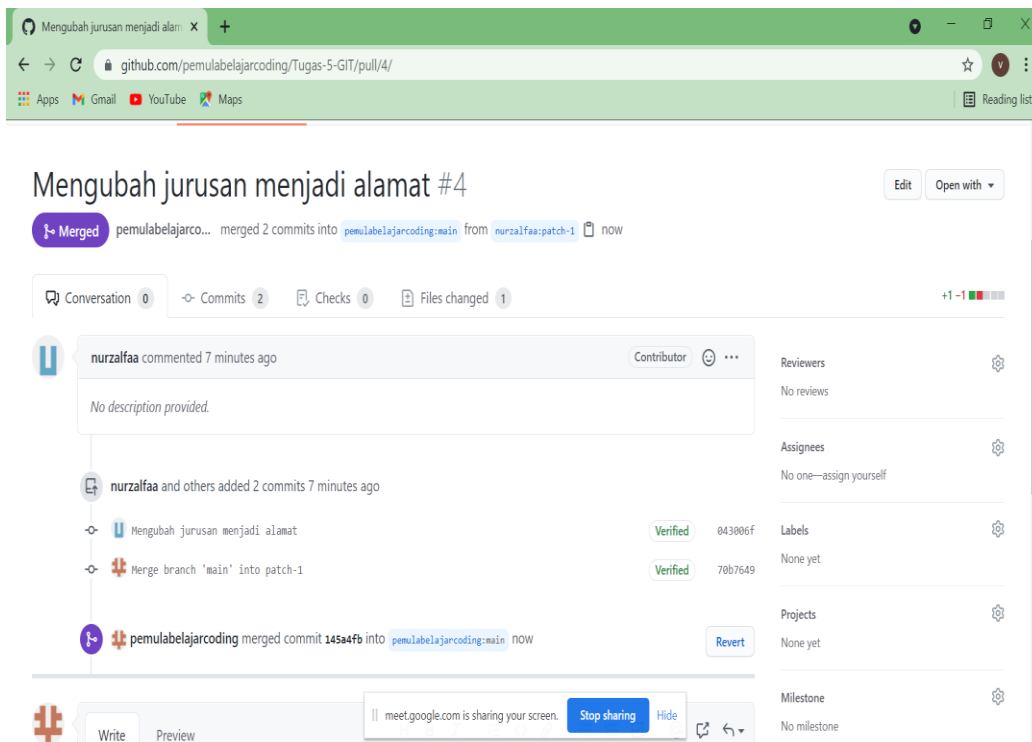 Mengubah jurusan menjadi alam
github.com/pemulabelajarcoding/Tugas-5-GIT/pull/4/
V
Apps Gmail YouTube Maps Reading list
Mengubah jurusan menjadi alamat #4
Edit Open with
Merged pemulabelajarco... merged 2 commits into pemulabelajarcoding:main from nurzalfaa:patch-1 now
Conversation 0 Commits 2 Checks 0 Files changed 1 +1 −1
nurzalfaa commented 7 minutes ago Contributor
No description provided.
Reviewers
No reviews
Assignees
No one—assign yourself
nurzalfaa and others added 2 commits 7 minutes ago
Mengubah jurusan menjadi alamat Verified 043006f
Merge branch 'main' into patch-1 Verified 70b7649
Labels
None yet
pemulabelajarcoding merged commit 145a4fb into pemulabelajarcoding:main now Revert
Projects
None yet
Milestone
No milestone
Write Preview
meet.google.com is sharing your screen. Stop sharing Hide